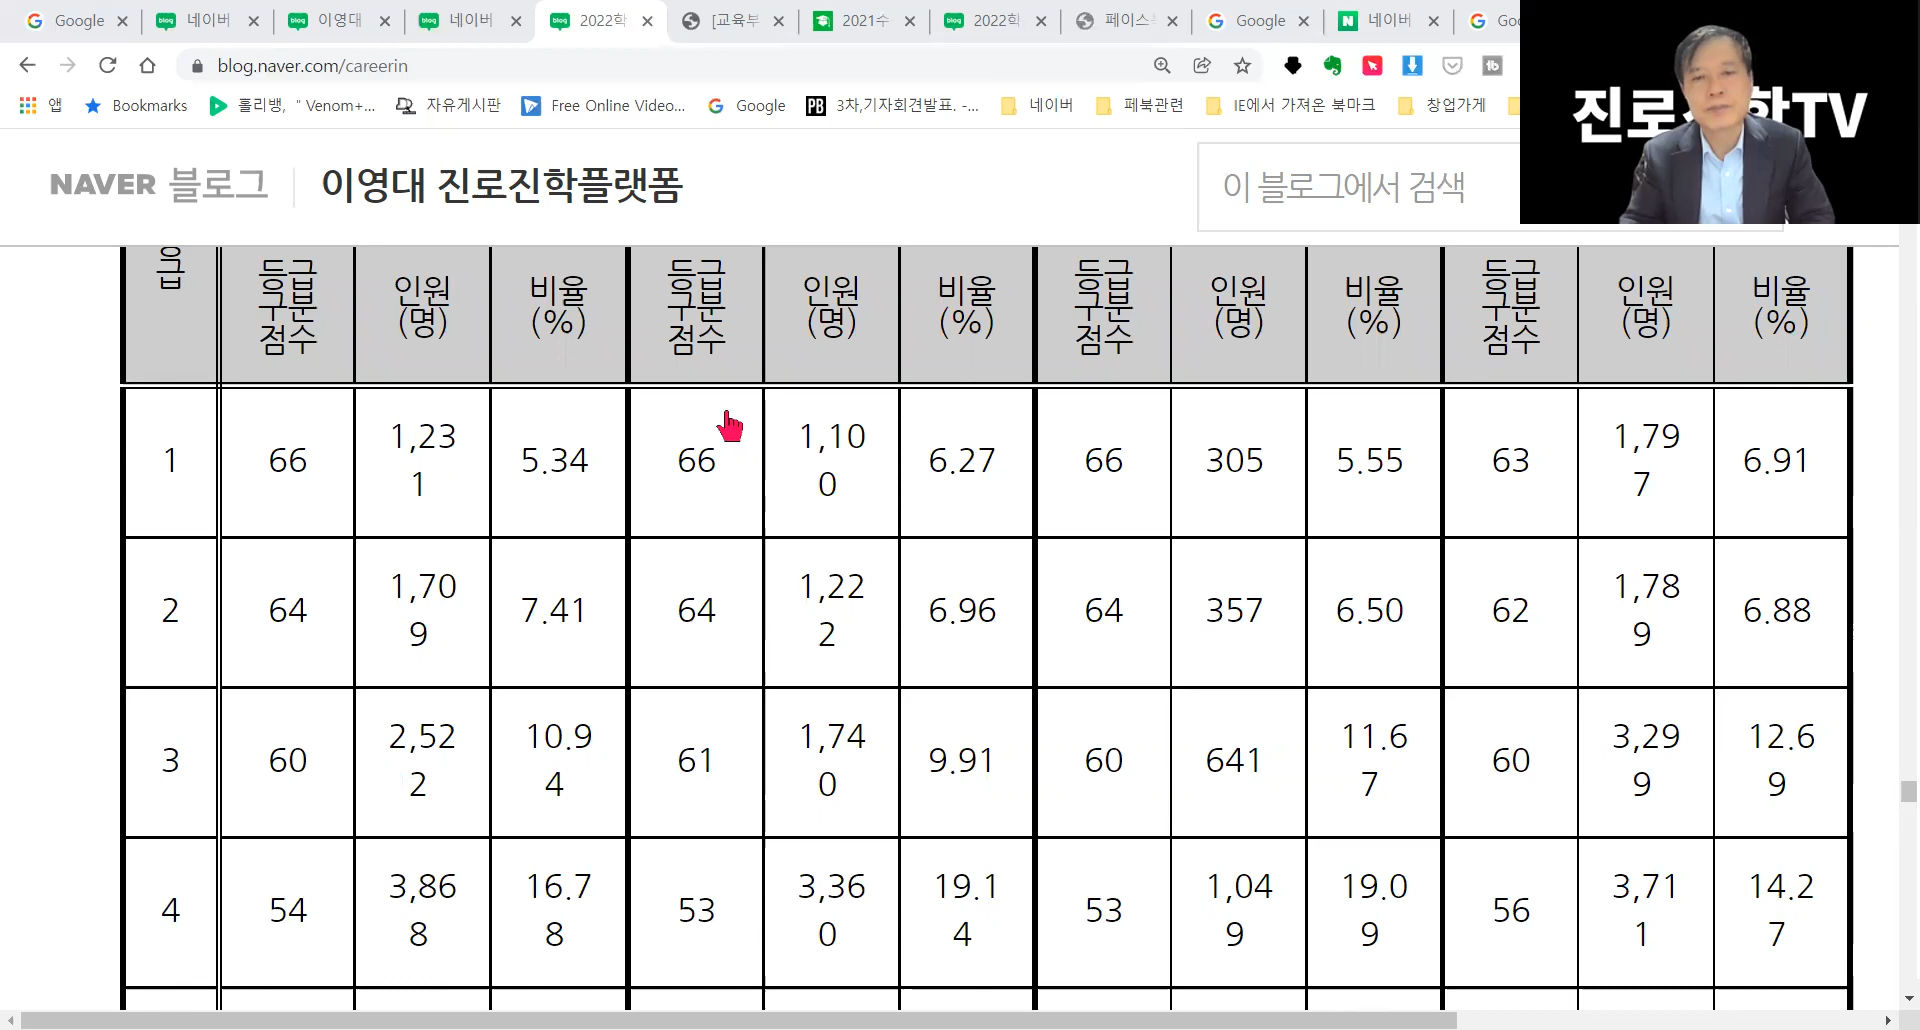 Google
네이버
이영대
네이버
2022학
[교육부
2021수
2022학
페이스
Google
네이버
Goo
blog.naver.com/careerin
앱
Bookmarks
홀리뱅, " Venom+...
자유게시판
Free Online Video...
Google
3차,기자회견발표. -...
네이버
페북관련
IE에서 가져온 북마크
창업가게
NAVER 블로그
이영대 진로진학플랫폼
이 블로그에서 검색
진로진학TV
등급
구분
점수
인원
(명)
비율
(%)
등급
구분
점수
인원
(명)
비율
(%)
등급
구분
점수
인원
(명)
비율
(%)
등급
구분
점수
인원
(명)
비율
(%)
1 66 1,231 5.34 66 1,100 6.27 66 305 5.55 63 1,797 6.91
2 64 1,709 7.41 64 1,222 6.96 64 357 6.50 62 1,789 6.88
3 60 2,522 10.94 61 1,740 9.91 60 641 11.67 60 3,299 12.69
4 54 3,868 16.78 53 3,360 19.14 53 1,049 19.09 56 3,711 14.27